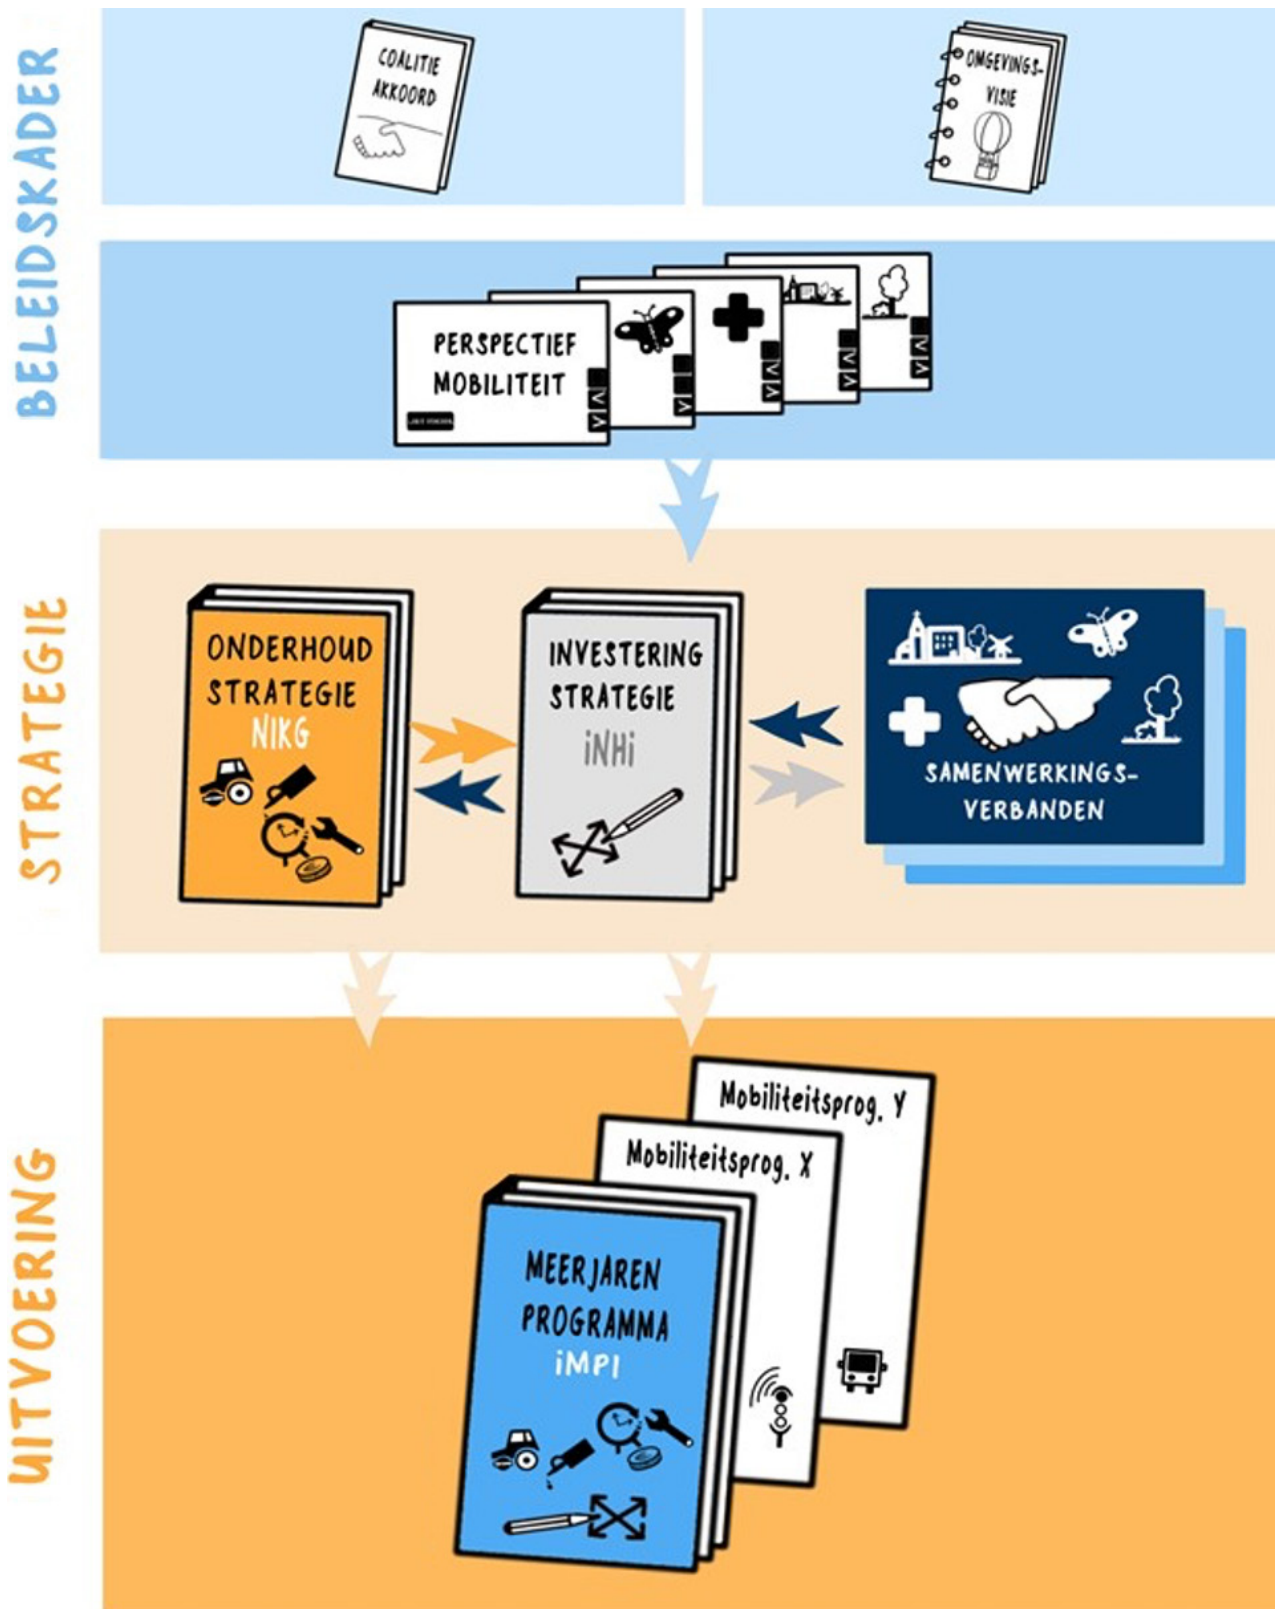 BELEIDSKADER
COALITIE
AKKOORD
OMGEVINGS-
VISIE
PERSPECTIEF
MOBILITEIT
STRATEGIE
ONDERHOUD
STRATEGIE
NIKG
INVESTERING
STRATEGIE
iNHi
SAMENWERKINGS-
VERBANDEN
UITVOERING
Mobiliteitsprog. Y
Mobiliteitsprog. X
MEERJAREN
PROGRAMMA
iMPI